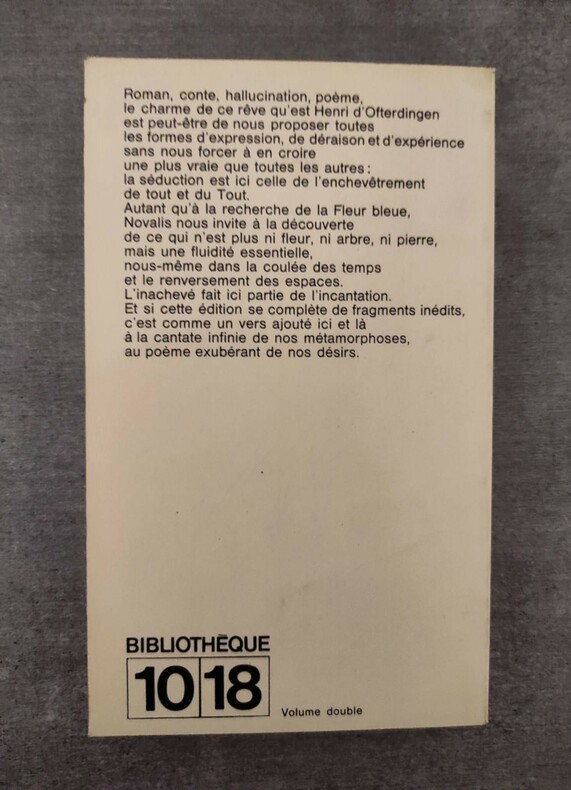 Roman, conte, hallucination, poème,
le charme de ce rêve qu'est Henri d'Ofterdingen
est peut-être de nous proposer toutes
les formes d'expression, de déraison et d'expérience
sans nous forcer à en croire
une plus vraie que toutes les autres :
la séduction est ici celle de l'enchevêtrement
de tout et du Tout.
Autant qu'à la recherche de la Fleur bleue,
Novalis nous invite à la découverte
de ce qui n'est plus ni fleur, ni arbre, ni pierre,
mais une fluidité essentielle,
nous-même dans la coulée des temps
et le renversement des espaces.
L'inachevé fait ici partie de l'incantation.
Et si cette édition se complète de fragments inédits,
c'est comme un vers ajouté ici et là
à la cantate infinie de nos métamorphoses,
au poème exubérant de nos désirs.
BIBLIOTHÈQUE
10 18
Volume double